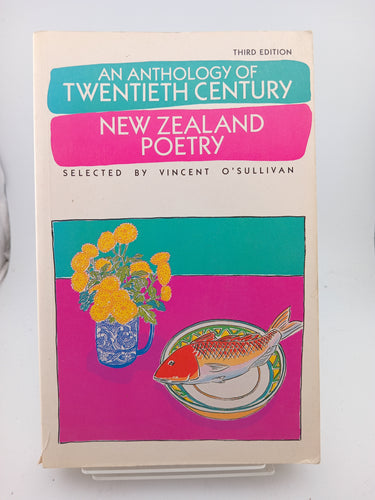 THIRD EDITION
AN ANTHOLOGY OF
TWENTIETH CENTURY
NEW ZEALAND
POETRY
SELECTED BY VINCENT O'SULLIVAN